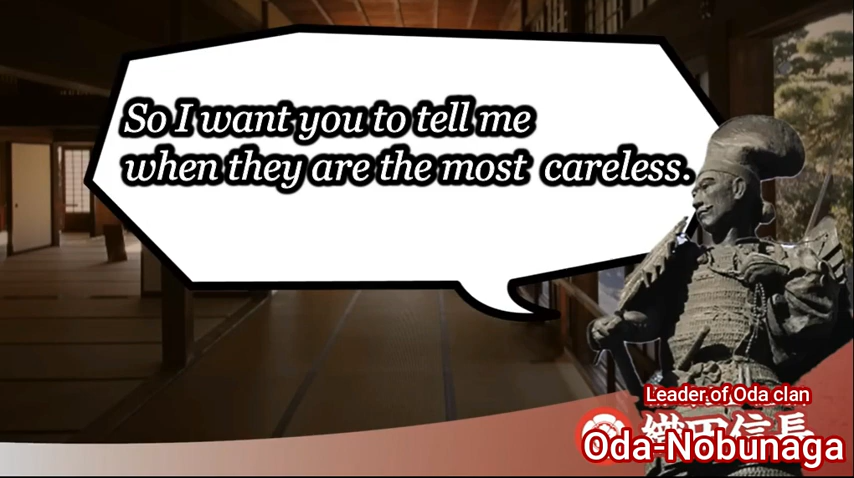 So I want you to tell me
when they are the most careless.
Leader of Oda clan
織田信長
Oda-Nobunaga